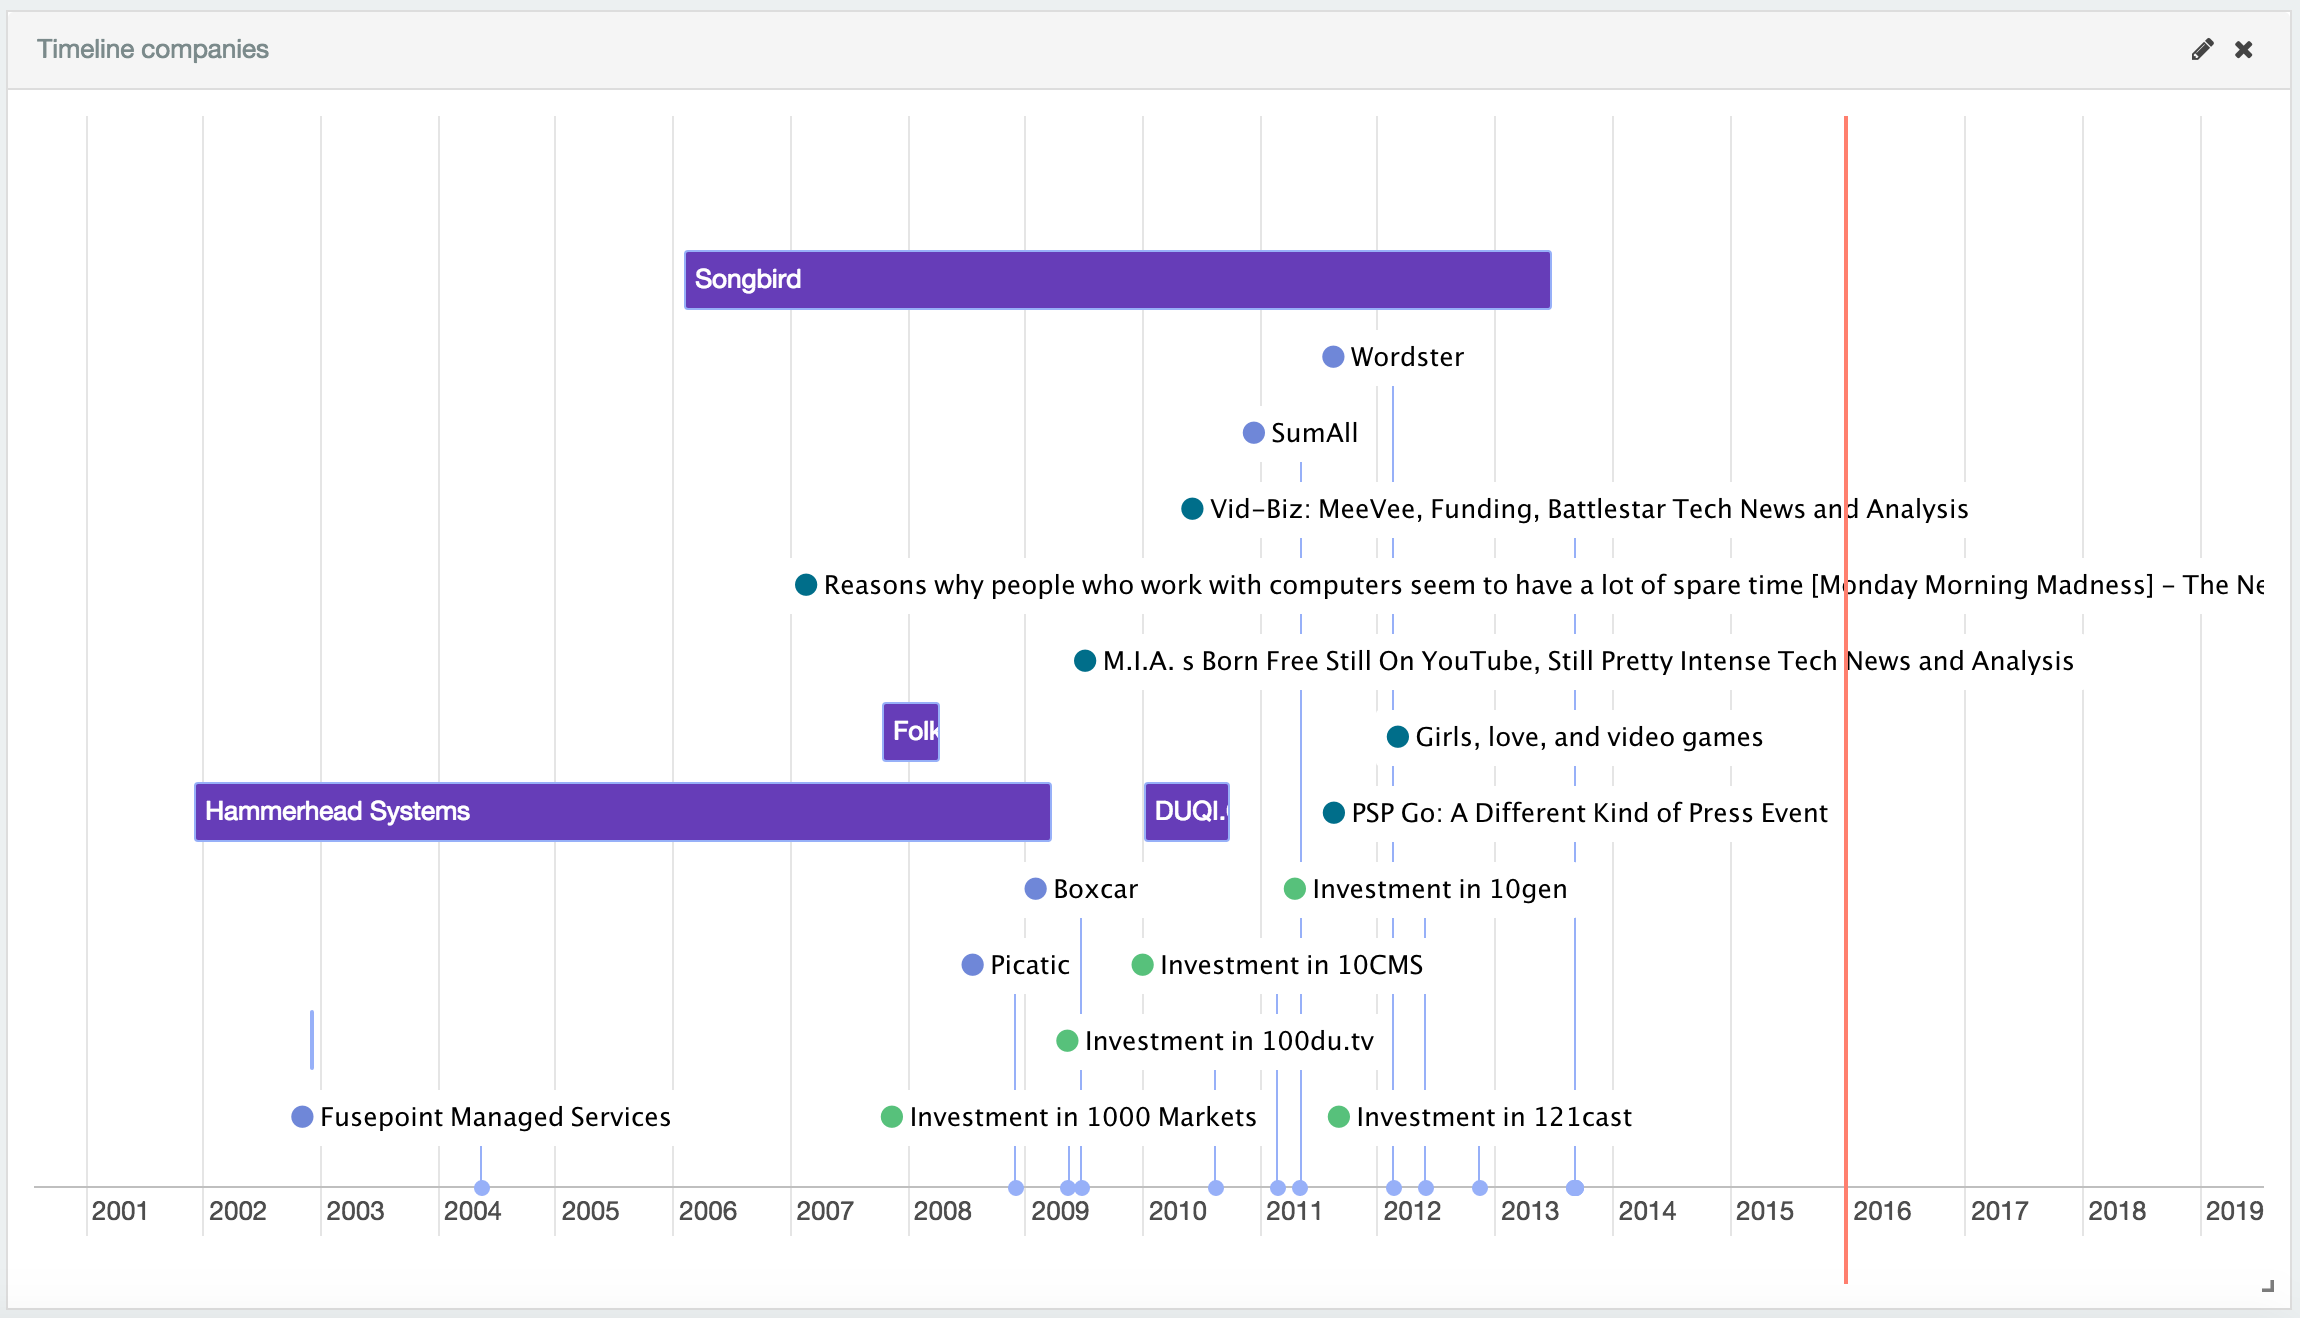 Timeline companies
Songbird
Wordster
SumAll
Vid-Biz: MeeVee, Funding, Battlestar Tech News and Analysis
Reasons why people who work with computers seem to have a lot of spare time [Monday Morning Madness] – The Ne
M.I.A. s Born Free Still On YouTube, Still Pretty Intense Tech News and Analysis
Folk
Girls, love, and video games
Hammerhead Systems
DUQI.
PSP Go: A Different Kind of Press Event
Boxcar
Investment in 10gen
Picatic
Investment in 10CMS
Investment in 100du.tv
Fusepoint Managed Services
Investment in 1000 Markets
Investment in 121cast
2001 2002 2003 2004 2005 2006 2007 2008 2009 2010 2011 2012 2013 2014 2015 2016 2017 2018 2019